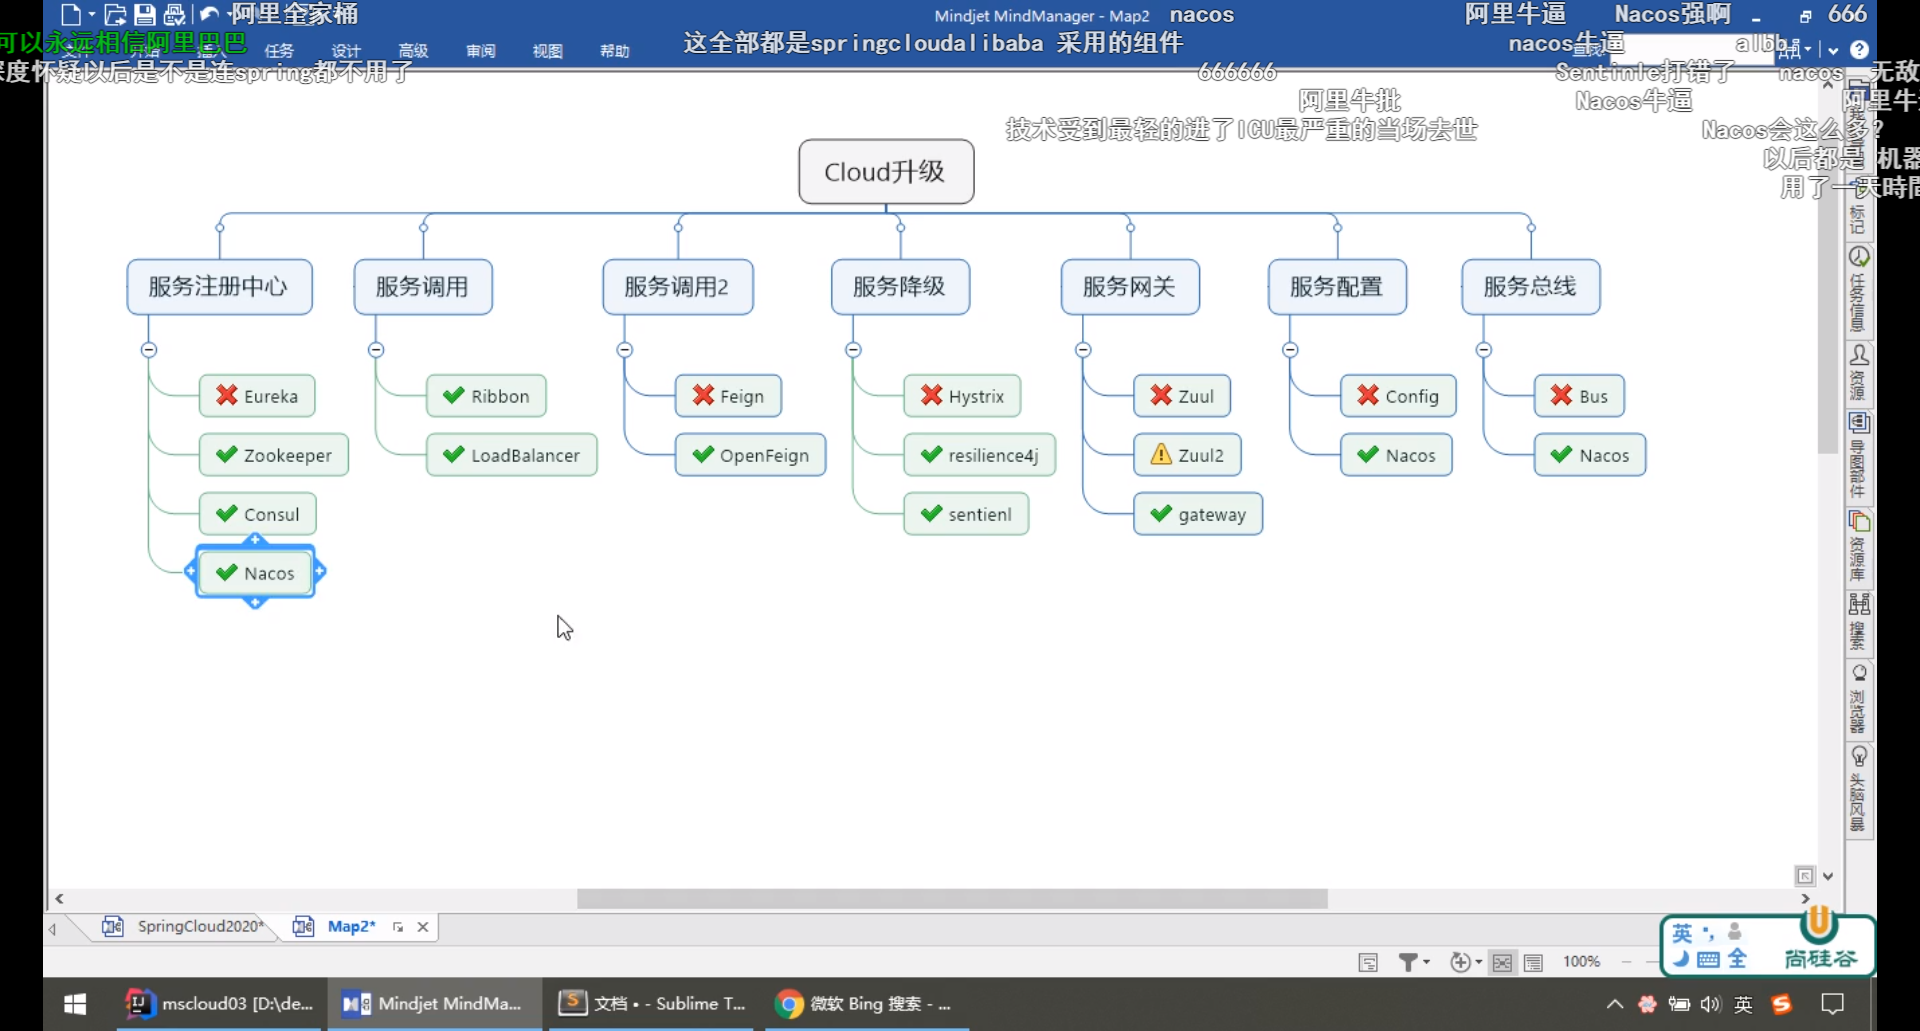 阿里全家桶
Mindjet MindManager - Map2
nacos
阿里牛逼
Nacos强啊
666
可以永远相信阿里巴巴
任务
设计
高级
审阅
视图
帮助
这全部都是springcloudalibaba 采用的组件
nacos牛逼
albb
深度怀疑以后是不是连spring都不用了
666666
Sentinle打错了
nacos
无敌
阿里牛批
Nacos牛逼
阿里牛
技术受到最轻的进了ICU最严重的当场去世
Nacos会这么多?
以后都是
机器
用了一天時間
Cloud升级
服务注册中心
服务调用
服务调用2
服务降级
服务网关
服务配置
服务总线
Eureka
Ribbon
Feign
Hystrix
Zuul
Config
Bus
Zookeeper
LoadBalancer
OpenFeign
resilience4j
Zuul2
Nacos
Nacos
Consul
sentienl
gateway
Nacos
标记
任务信息
资源
导图部件
资源库
搜索
浏览器
头脑风暴
SpringCloud2020*
Map2*
100%
英
全
尚硅谷
mscloud03 [D:\de...
Mindjet MindMa...
文档 • - Sublime T...
微软 Bing 搜索 - ...
英